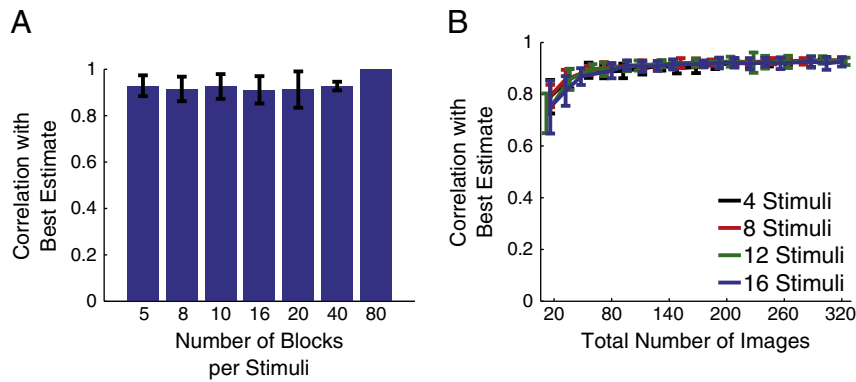 A
Correlation with
Best Estimate
1
0.8
0.6
0.4
0.2
0
5 8 10 16 20 40 80
Number of Blocks
per Stimuli
B
Correlation with
Best Estimate
1
0.8
0.6
0.4
0.2
0
4 Stimuli
8 Stimuli
12 Stimuli
16 Stimuli
20 80 140 200 260 320
Total Number of Images